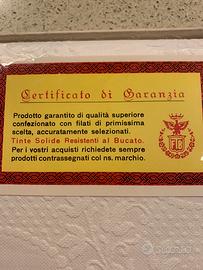 Certificato di Garanzia
Prodotto garantito di qualità superiore
confezionato con filati di primissima
scelta, accuratamente selezionati.
Tinte Solide Resistenti al Bucato.
Per i vostri acquisti richiedete sempre
prodotti contrassegnati col ns. marchio.
subito